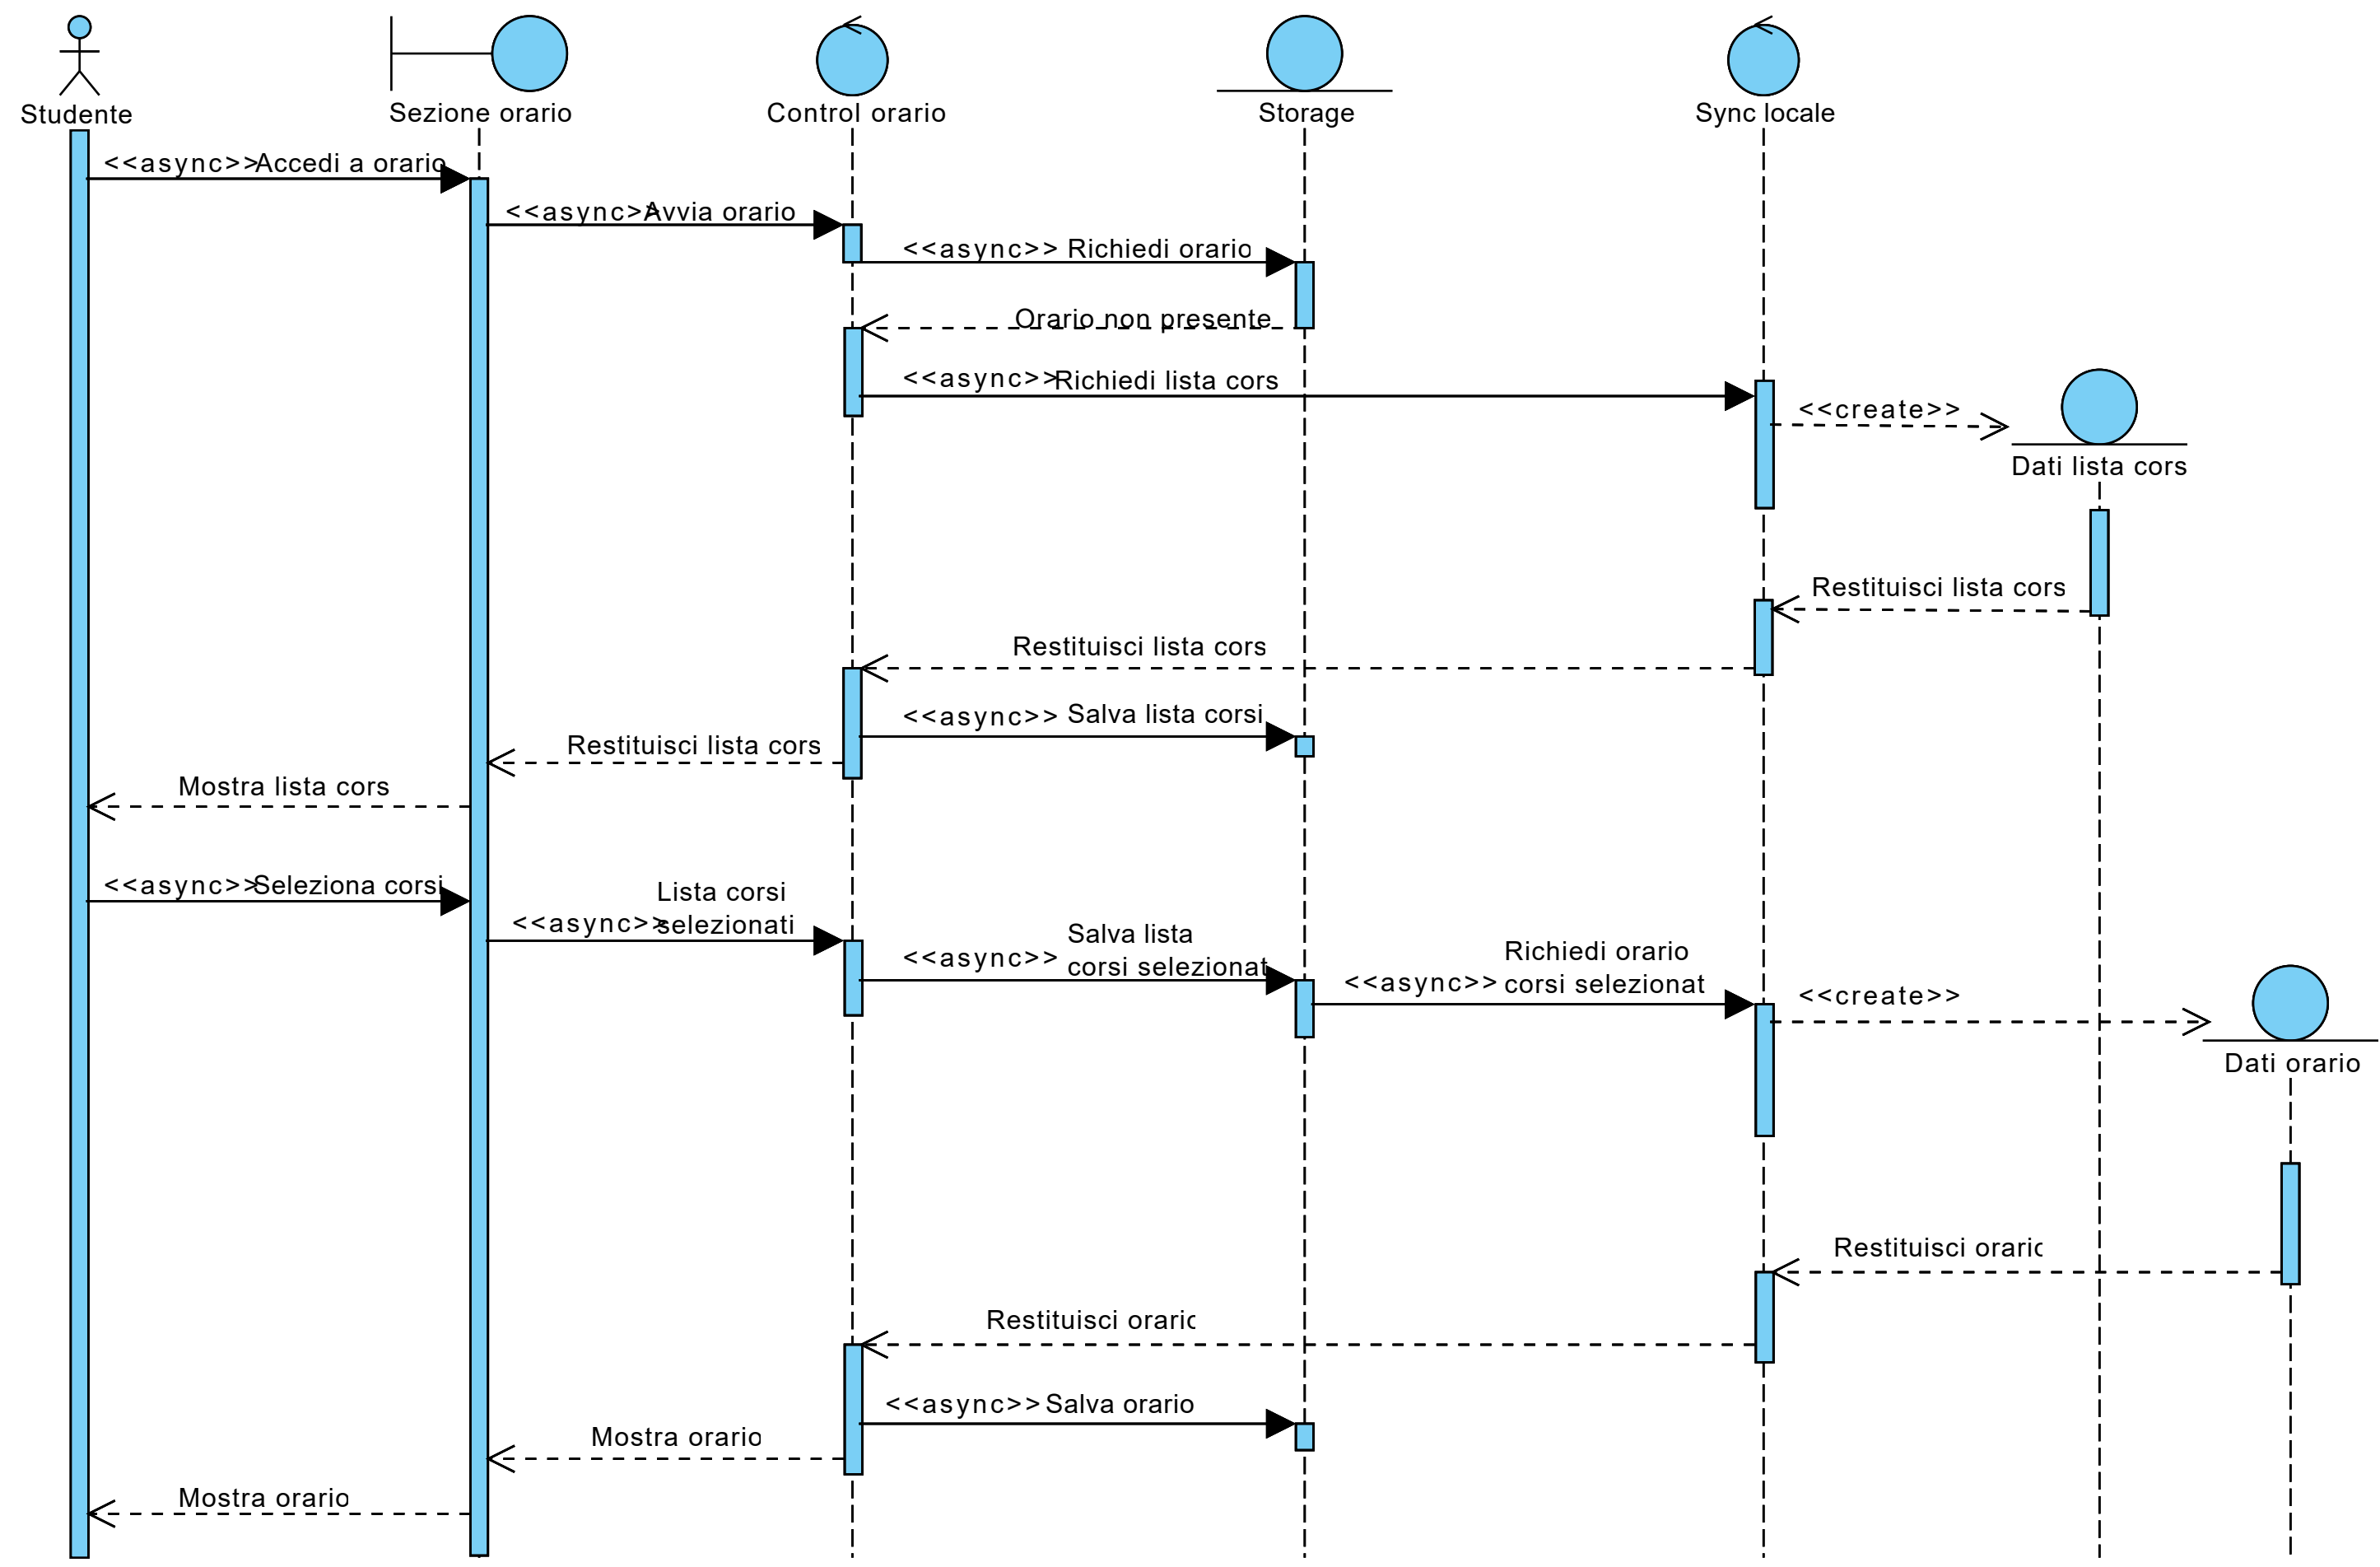 Studente
Sezione orario
Control orario
Storage
Sync locale
<<async>> Accedi a orario
<<async>> Avvia orario
<<async>> Richiedi orario
Orario non presente
<<async>> Richiedi lista cors
<<create>>
Dati lista cors
Restituisci lista cors
Restituisci lista cors
<<async>> Salva lista corsi
Restituisci lista cors
Mostra lista cors
<<async>> Seleziona corsi
Lista corsi
<<async>> selezionati
Salva lista
<<async>> corsi selezionat
Richiedi orario
<<async>> corsi selezionat
<<create>>
Dati orario
Restituisci orario
Restituisci orario
<<async>> Salva orario
Mostra orario
Mostra orario